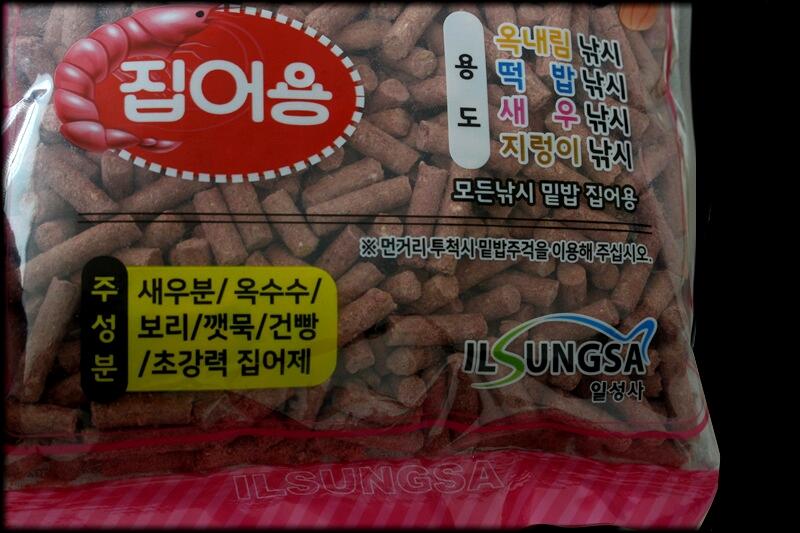 집어용
용도
옥내림 낚시
떡 밥 낚시
새 우 낚시
지렁이 낚시
모든낚시 밑밥 집어용
※ 먼거리 투척시 밑밥주걱을 이용해 주십시오.
주성분
새우분/옥수수/
보리/깻묵/건빵
/초강력 집어제
ILSUNGSA
일성사
ILSUNGSA